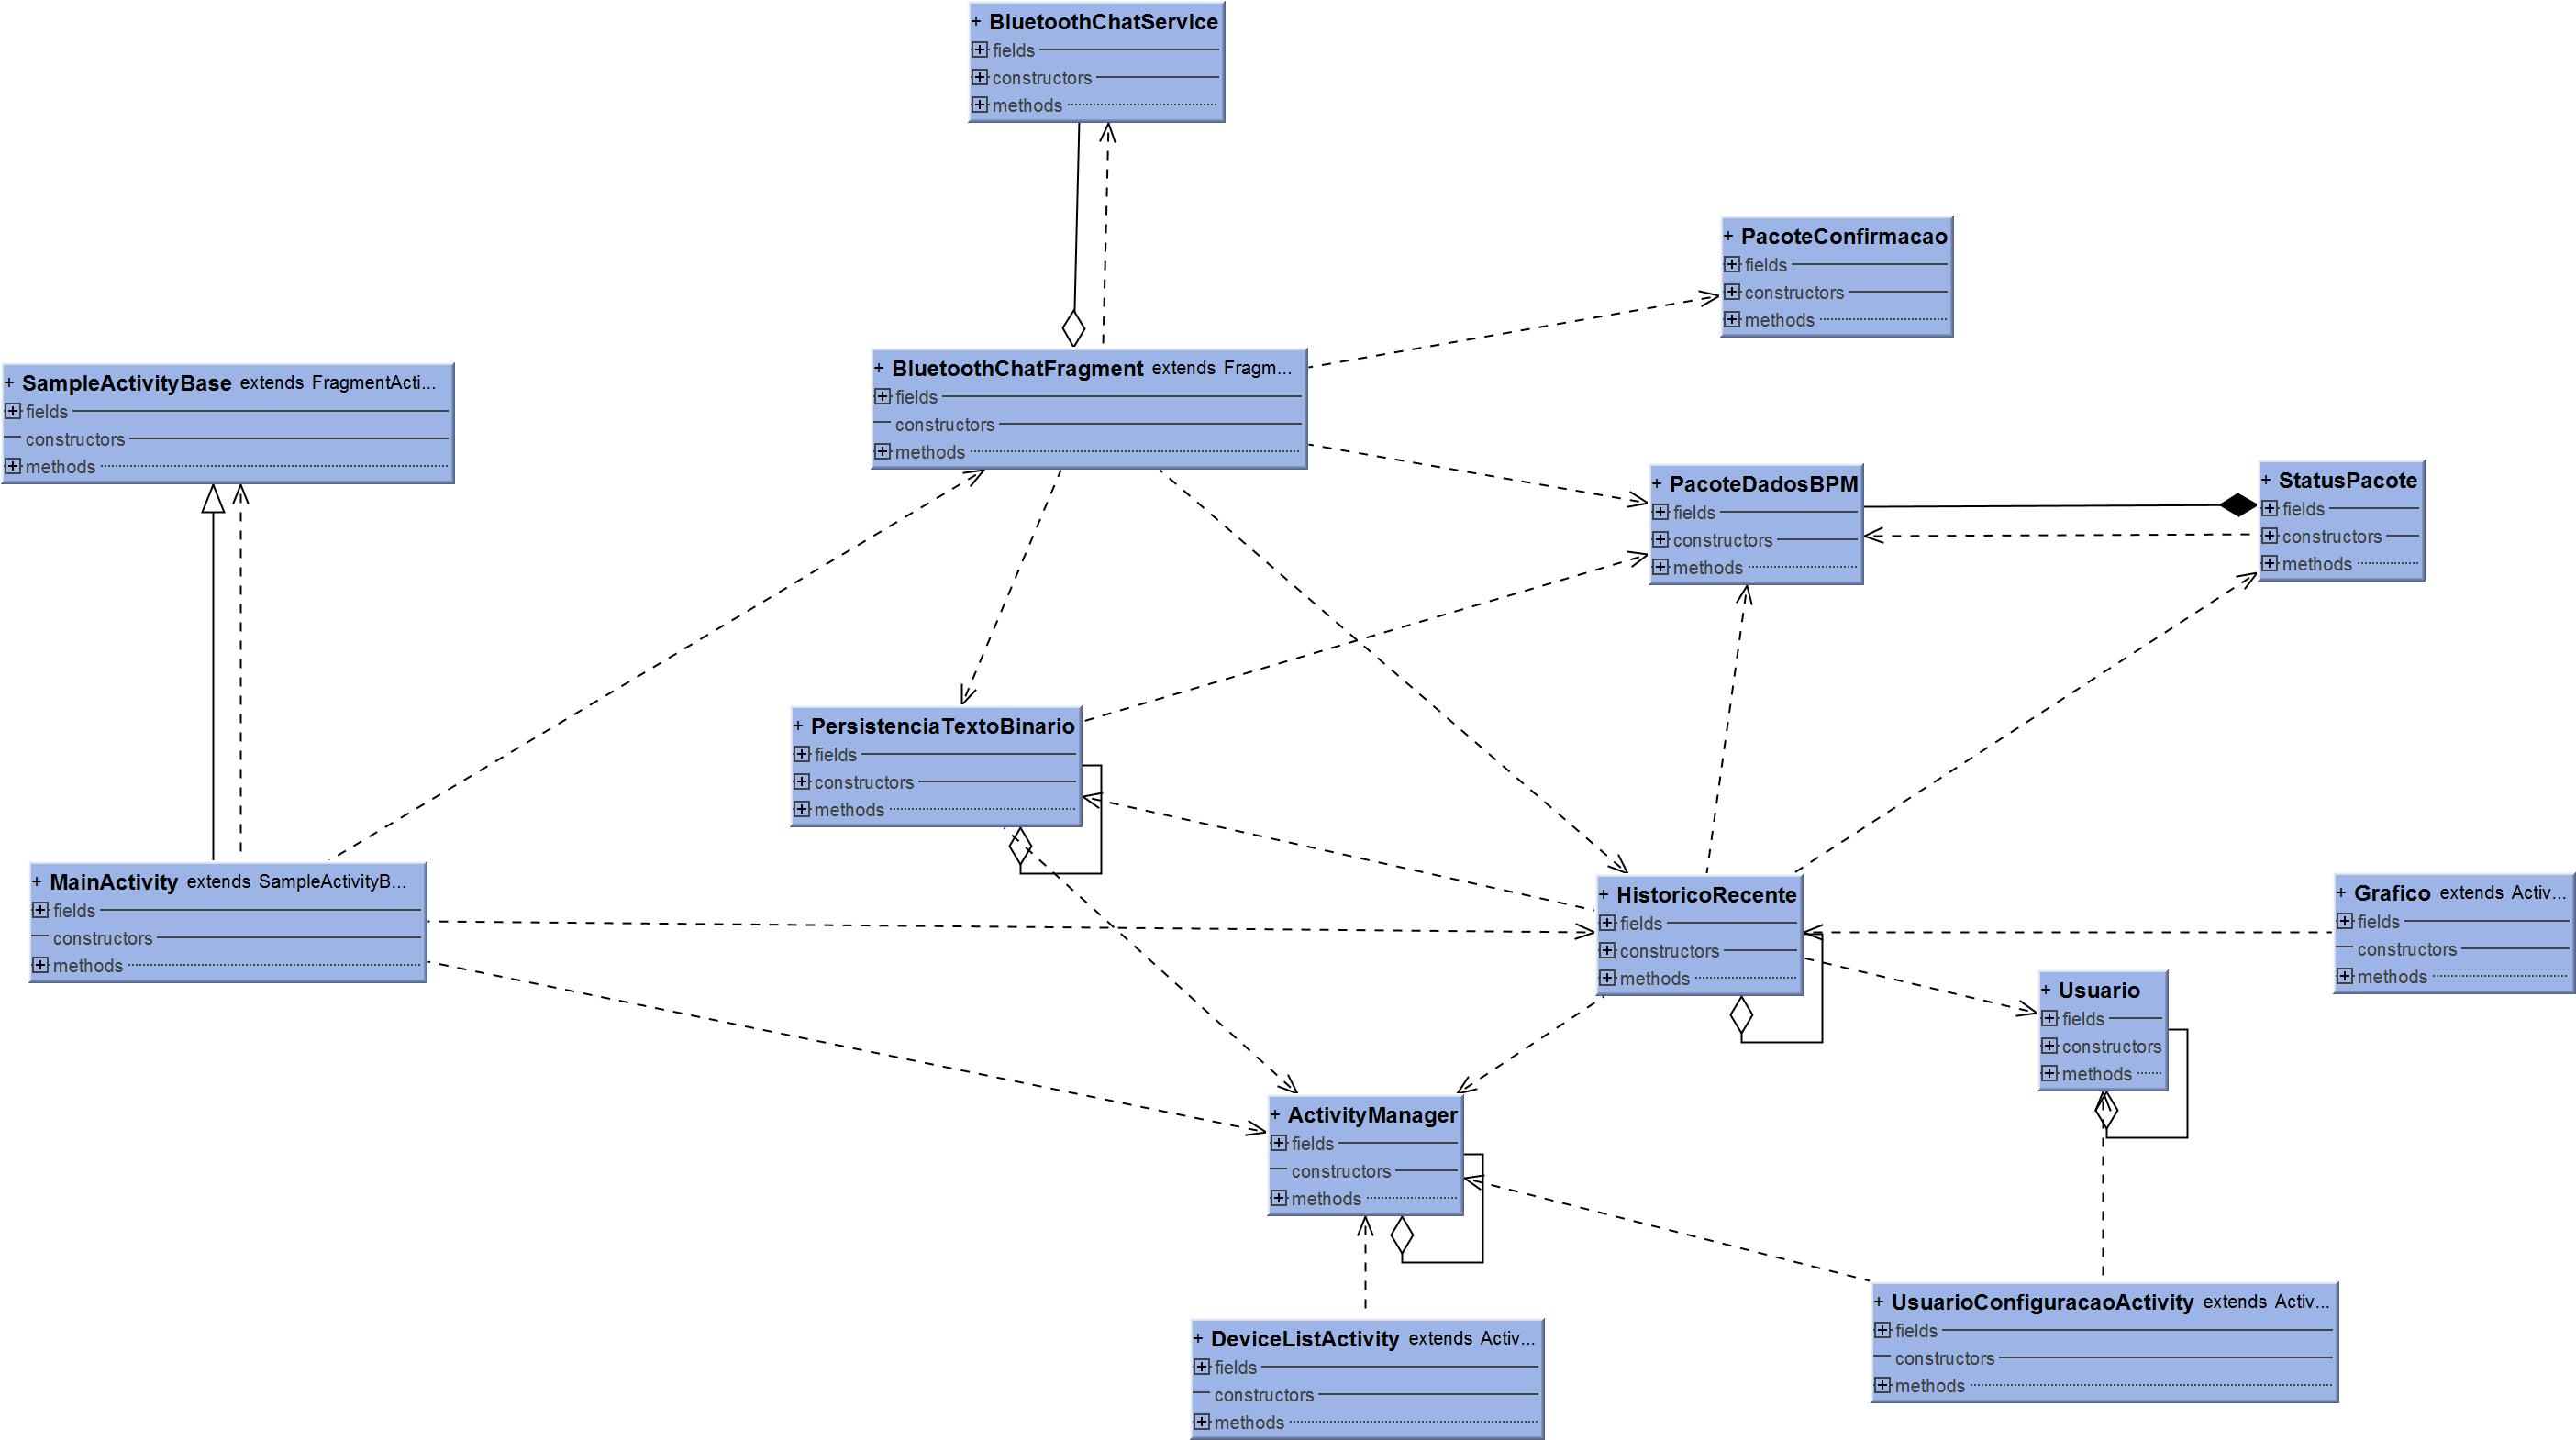 + BluetoothChatService
fields
constructors
methods
+ PacoteConfirmacao
fields
constructors
methods
+ SampleActivityBase extends FragmentActi...
fields
constructors
methods
+ BluetoothChatFragment extends Fragm...
fields
constructors
methods
+ PacoteDadosBPM
fields
constructors
methods
+ StatusPacote
fields
constructors
methods
+ PersistenciaTextoBinario
fields
constructors
methods
+ MainActivity extends SampleActivityB...
fields
constructors
methods
+ HistoricoRecente
fields
constructors
methods
+ Grafico extends Activ...
fields
constructors
methods
+ Usuario
fields
constructors
methods
+ ActivityManager
fields
constructors
methods
+ UsuarioConfiguracaoActivity extends Activ...
fields
constructors
methods
+ DeviceListActivity extends Activ...
fields
constructors
methods